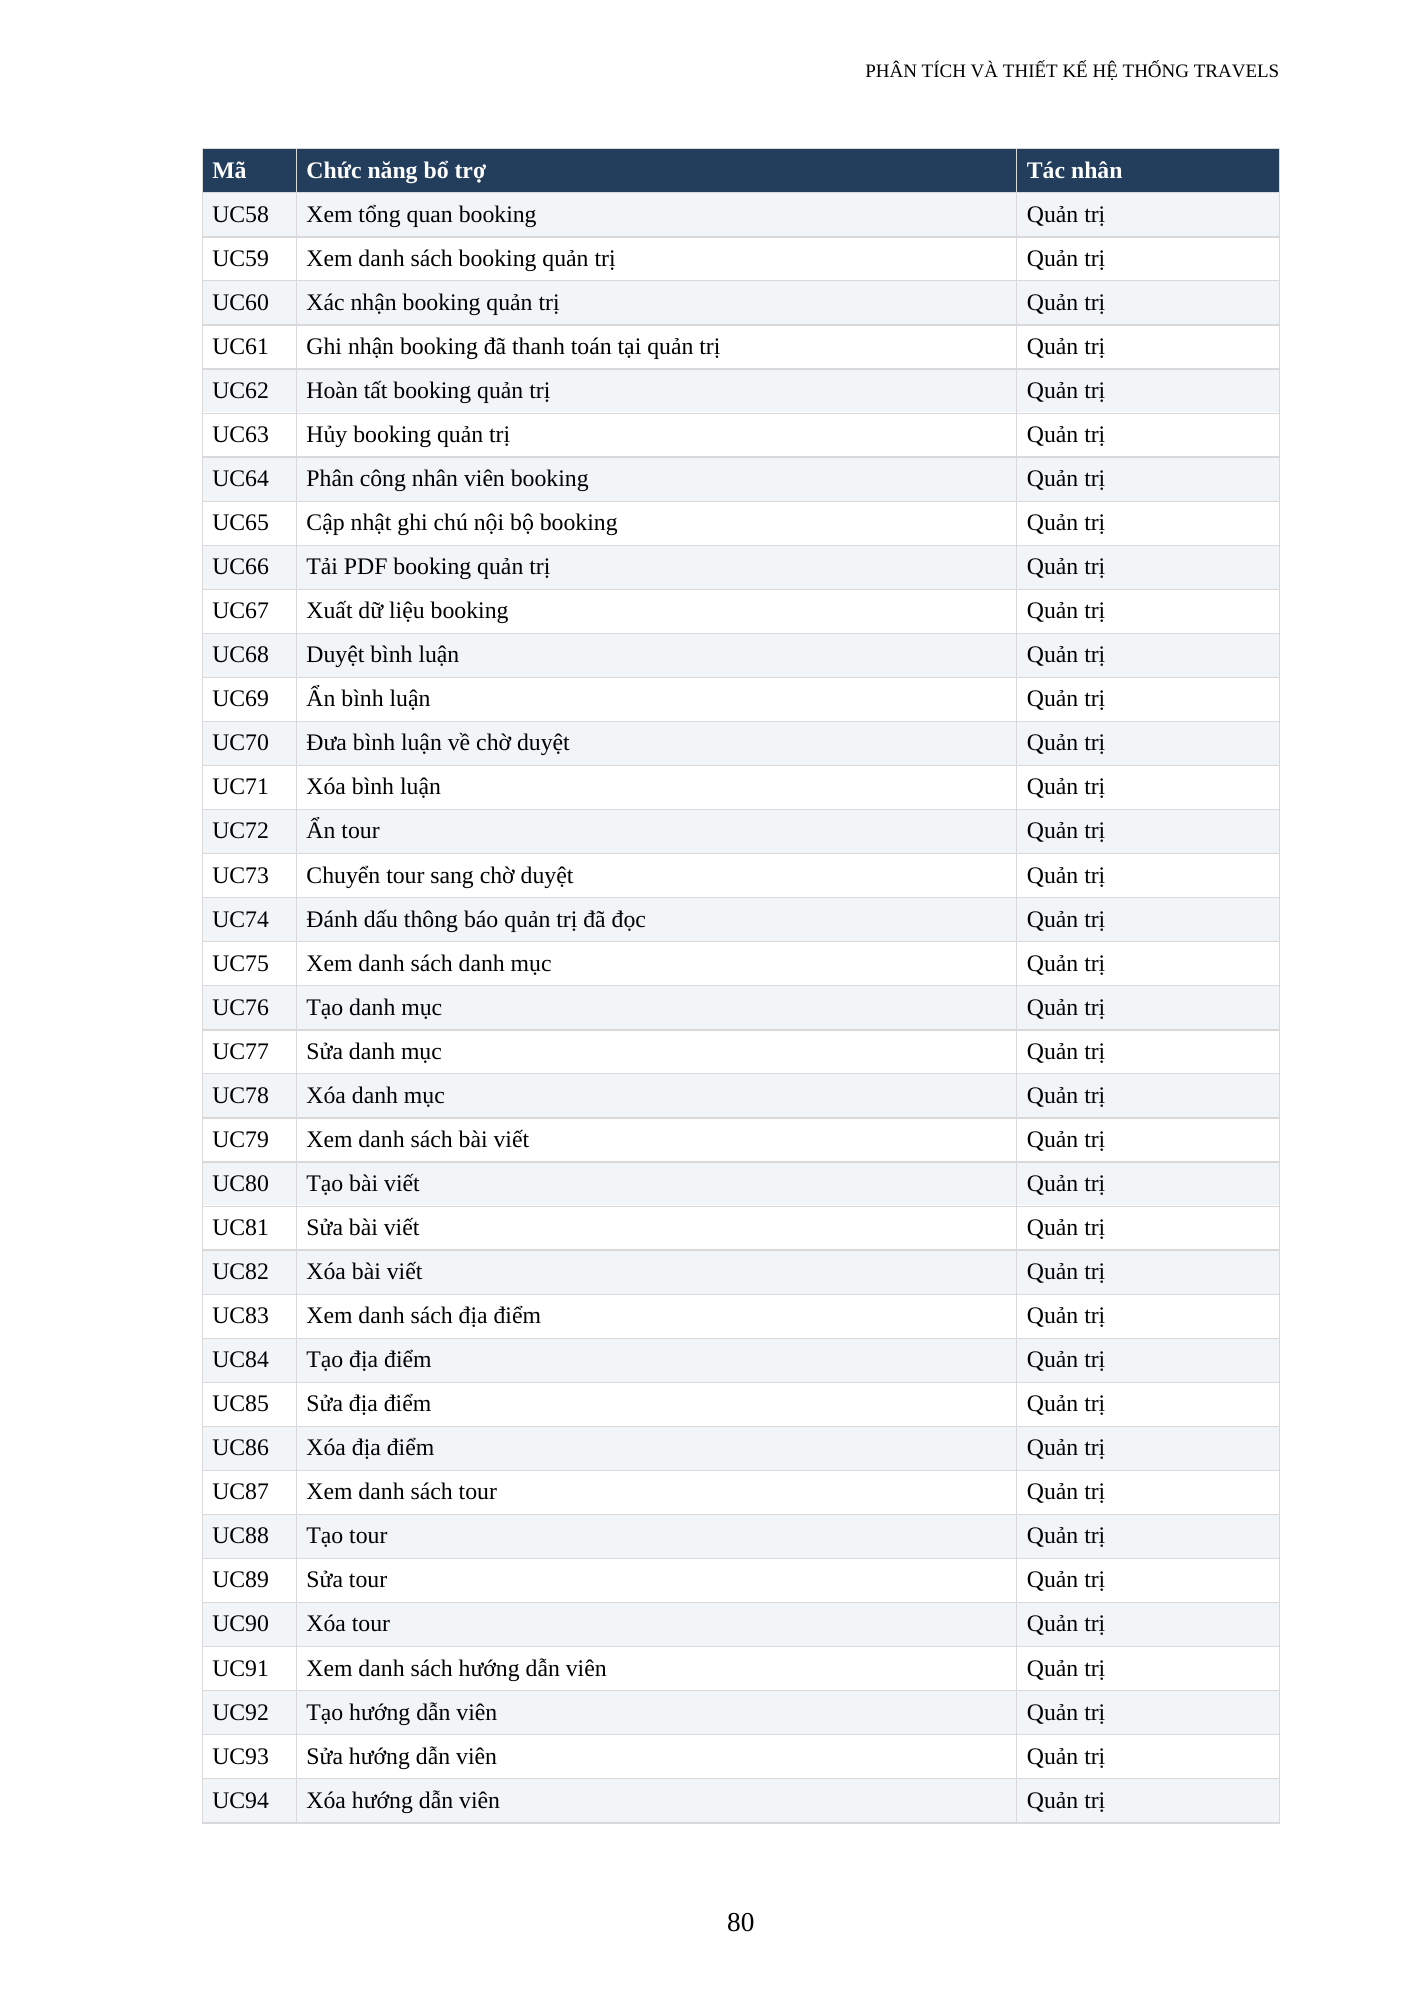 PHÂN TÍCH VÀ THIẾT KẾ HỆ THỐNG TRAVELS
Mã Chức năng bổ trợ Tác nhân
UC58 Xem tổng quan booking Quản trị
UC59 Xem danh sách booking quản trị Quản trị
UC60 Xác nhận booking quản trị Quản trị
UC61 Ghi nhận booking đã thanh toán tại quản trị Quản trị
UC62 Hoàn tất booking quản trị Quản trị
UC63 Hủy booking quản trị Quản trị
UC64 Phân công nhân viên booking Quản trị
UC65 Cập nhật ghi chú nội bộ booking Quản trị
UC66 Tải PDF booking quản trị Quản trị
UC67 Xuất dữ liệu booking Quản trị
UC68 Duyệt bình luận Quản trị
UC69 Ẩn bình luận Quản trị
UC70 Đưa bình luận về chờ duyệt Quản trị
UC71 Xóa bình luận Quản trị
UC72 Ẩn tour Quản trị
UC73 Chuyển tour sang chờ duyệt Quản trị
UC74 Đánh dấu thông báo quản trị đã đọc Quản trị
UC75 Xem danh sách danh mục Quản trị
UC76 Tạo danh mục Quản trị
UC77 Sửa danh mục Quản trị
UC78 Xóa danh mục Quản trị
UC79 Xem danh sách bài viết Quản trị
UC80 Tạo bài viết Quản trị
UC81 Sửa bài viết Quản trị
UC82 Xóa bài viết Quản trị
UC83 Xem danh sách địa điểm Quản trị
UC84 Tạo địa điểm Quản trị
UC85 Sửa địa điểm Quản trị
UC86 Xóa địa điểm Quản trị
UC87 Xem danh sách tour Quản trị
UC88 Tạo tour Quản trị
UC89 Sửa tour Quản trị
UC90 Xóa tour Quản trị
UC91 Xem danh sách hướng dẫn viên Quản trị
UC92 Tạo hướng dẫn viên Quản trị
UC93 Sửa hướng dẫn viên Quản trị
UC94 Xóa hướng dẫn viên Quản trị
80